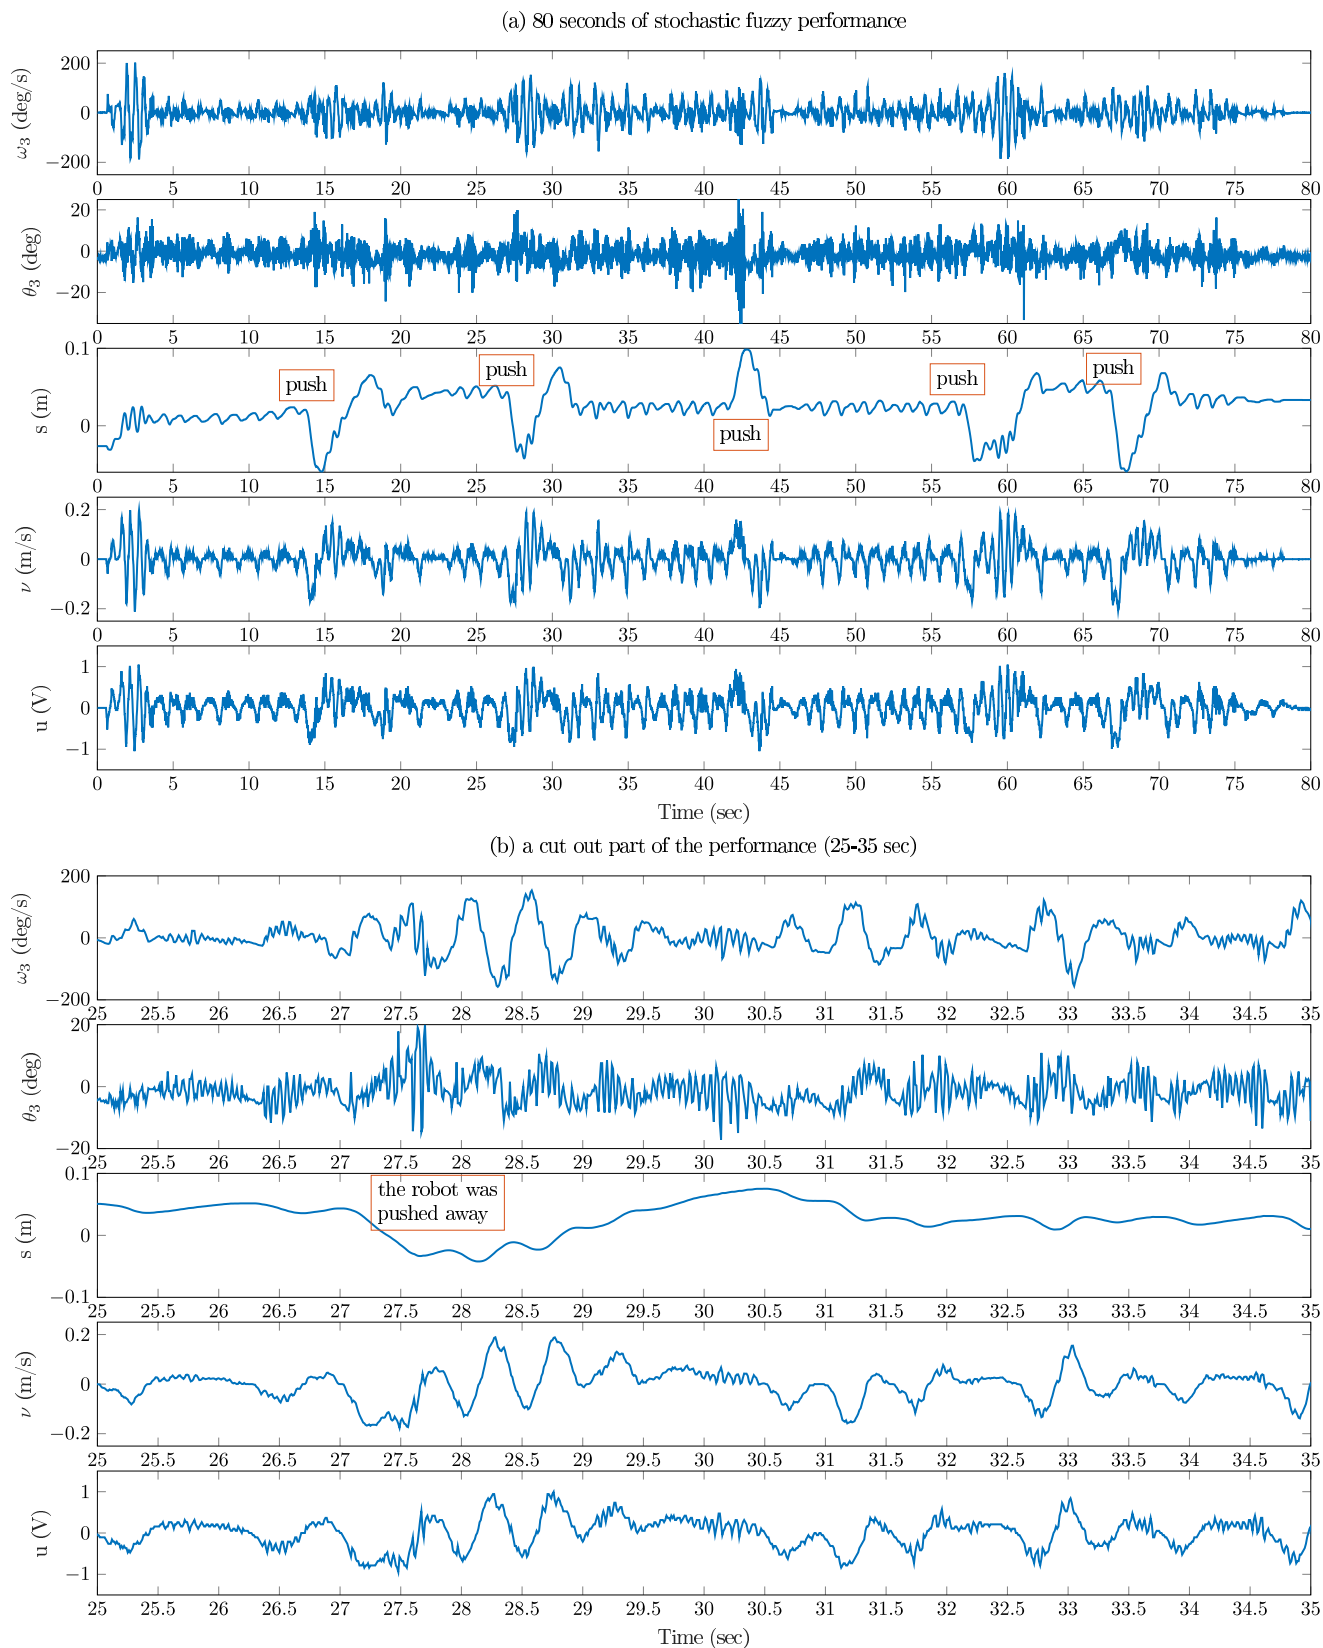 (a) 80 seconds of stochastic fuzzy performance
ω3 (deg/s)
200
0
−200
0 5 10 15 20 25 30 35 40 45 50 55 60 65 70 75 80
θ3 (deg)
20
0
−20
0 5 10 15 20 25 30 35 40 45 50 55 60 65 70 75 80
s (m)
0.1
0
push
push
push
push
push
0 5 10 15 20 25 30 35 40 45 50 55 60 65 70 75 80
ν (m/s)
0.2
0
−0.2
0 5 10 15 20 25 30 35 40 45 50 55 60 65 70 75 80
u (V)
1
0
−1
0 5 10 15 20 25 30 35 40 45 50 55 60 65 70 75 80
Time (sec)
(b) a cut out part of the performance (25-35 sec)
ω3 (deg/s)
200
0
−200
25 25.5 26 26.5 27 27.5 28 28.5 29 29.5 30 30.5 31 31.5 32 32.5 33 33.5 34 34.5 35
θ3 (deg)
20
0
−20
25 25.5 26 26.5 27 27.5 28 28.5 29 29.5 30 30.5 31 31.5 32 32.5 33 33.5 34 34.5 35
s (m)
0.1
0
−0.1
the robot was
pushed away
25 25.5 26 26.5 27 27.5 28 28.5 29 29.5 30 30.5 31 31.5 32 32.5 33 33.5 34 34.5 35
ν (m/s)
0.2
0
−0.2
25 25.5 26 26.5 27 27.5 28 28.5 29 29.5 30 30.5 31 31.5 32 32.5 33 33.5 34 34.5 35
u (V)
1
0
−1
25 25.5 26 26.5 27 27.5 28 28.5 29 29.5 30 30.5 31 31.5 32 32.5 33 33.5 34 34.5 35
Time (sec)